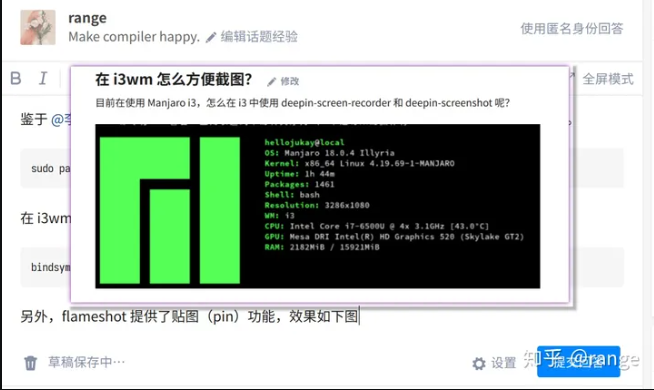 range
Make compiler happy. 编辑话题经验
使用匿名身份回答
B I
全屏模式
在 i3wm 怎么方便截图? 修改
目前在使用 Manjaro i3，怎么在 i3 中使用 deepin-screen-recorder 和 deepin-screenshot 呢?
鉴于 @
hellojukay@local
OS: Manjaro 18.0.4 Illyria
Kernel: x86_64 Linux 4.19.69-1-MANJARO
Uptime: 1h 44m
Packages: 1461
Shell: bash
Resolution: 3286x1080
WM: i3
CPU: Intel Core i7-6500U @ 4x 3.1GHz [43.0°C]
GPU: Mesa DRI Intel(R) HD Graphics 520 (Skylake GT2)
RAM: 2182MiB / 15921MiB
sudo pa
在 i3wm
bindsym
另外，flameshot 提供了贴图（pin）功能，效果如下图
草稿保存中…
设置
提交回答
知乎 @range